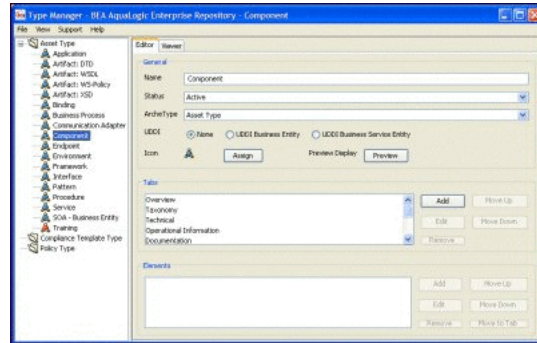 Type Manager - BEA AquaLogic Enterprise Repository - Component
File View Support Help
Asset Type
Application
Artifact: DTD
Artifact: WSDL
Artifact: WS-Policy
Artifact: XSD
Binding
Business Process
Communication Adapter
Component
Endpoint
Environment
Framework
Interface
Pattern
Procedure
Service
SOA - Business Entity
Training
Compliance Template Type
Policy Type
Editor Viewer
General
Name Component
Status Active
ArcheType Asset Type
UDDI None UDDI Business Entity UDDI Business Service Entity
Icon Assign Preview Display Preview
Tabs
Overview
Taxonomy
Technical
Operational Information
Documentation
Add Move Up
Edit Move Down
Remove
Elements
Add Move Up
Edit Move Down
Remove Move to Tab